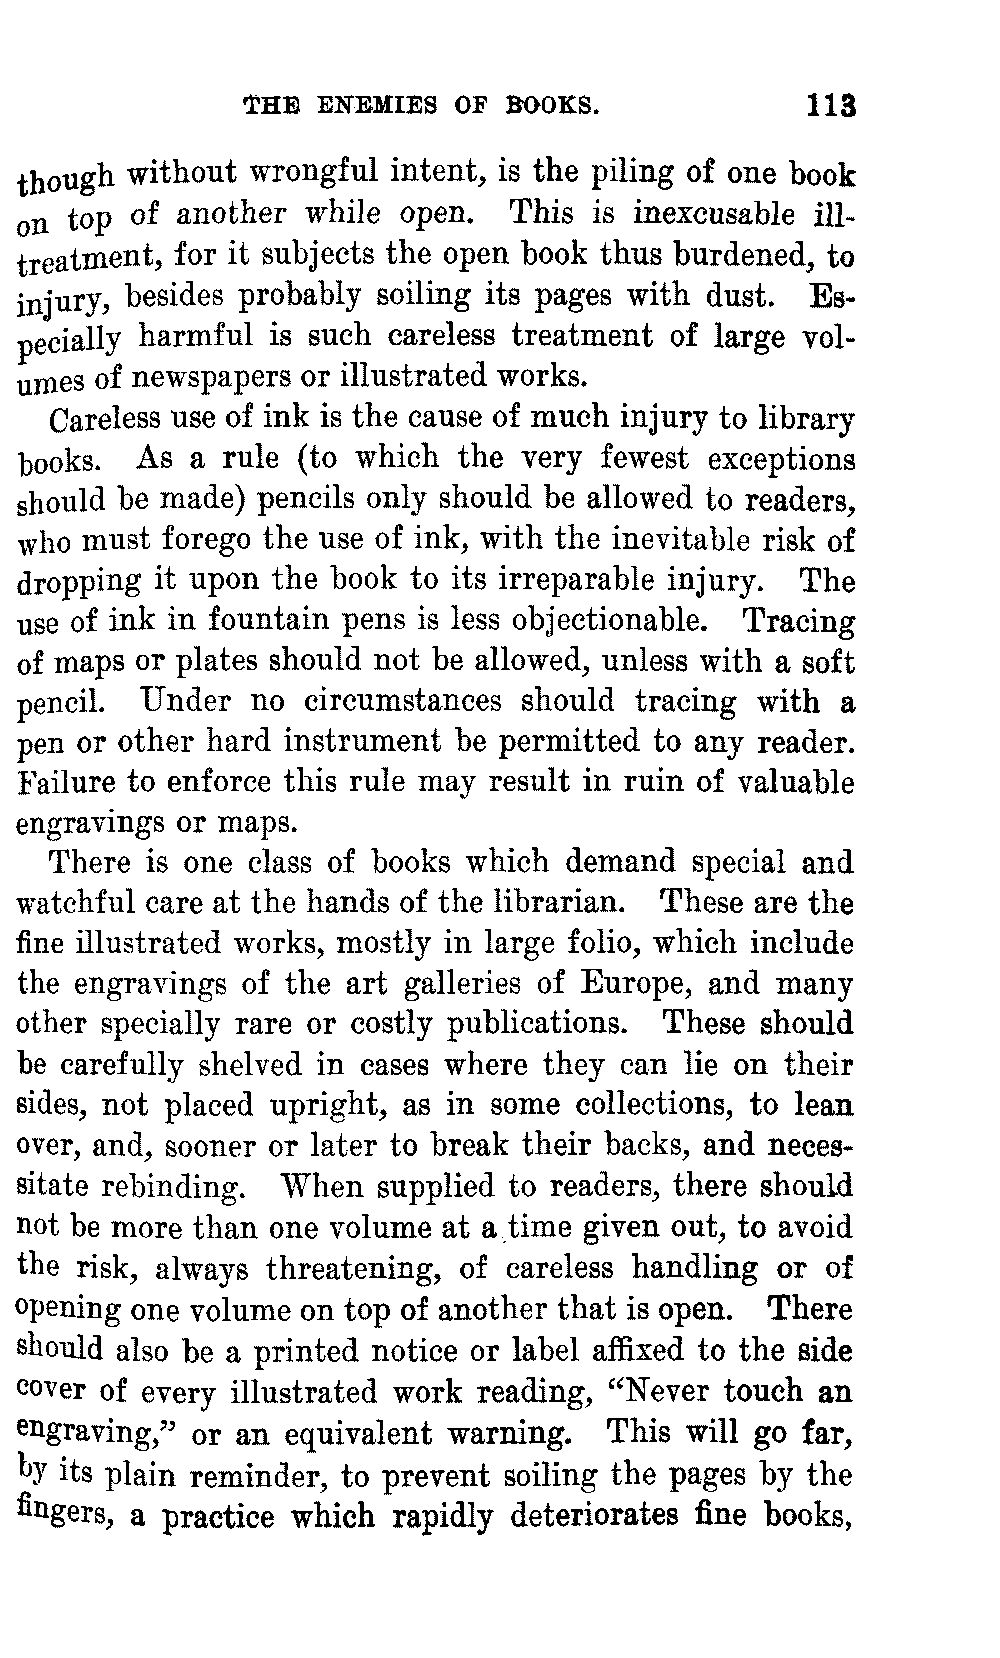 THE ENEMIES OF BOOKS. 113
though without wrongful intent, is the piling of one book
on top of another while open. This is inexcusable ill-
treatment, for it subjects the open book thus burdened, to
injury, besides probably soiling its pages with dust. Es-
pecially harmful is such careless treatment of large vol-
umes of newspapers or illustrated works.
Careless use of ink is the cause of much injury to library
books. As a rule (to which the very fewest exceptions
should be made) pencils only should be allowed to readers,
who must forego the use of ink, with the inevitable risk of
dropping it upon the book to its irreparable injury. The
use of ink in fountain pens is less objectionable. Tracing
of maps or plates should not be allowed, unless with a soft
pencil. Under no circumstances should tracing with a
pen or other hard instrument be permitted to any reader.
Failure to enforce this rule may result in ruin of valuable
engravings or maps.
There is one class of books which demand special and
watchful care at the hands of the librarian. These are the
fine illustrated works, mostly in large folio, which include
the engravings of the art galleries of Europe, and many
other specially rare or costly publications. These should
be carefully shelved in cases where they can lie on their
sides, not placed upright, as in some collections, to lean
over, and, sooner or later to break their backs, and neces-
sitate rebinding. When supplied to readers, there should
not be more than one volume at a time given out, to avoid
the risk, always threatening, of careless handling or of
opening one volume on top of another that is open. There
should also be a printed notice or label affixed to the side
cover of every illustrated work reading, “Never touch an
engraving,” or an equivalent warning. This will go far,
by its plain reminder, to prevent soiling the pages by the
fingers, a practice which rapidly deteriorates fine books,